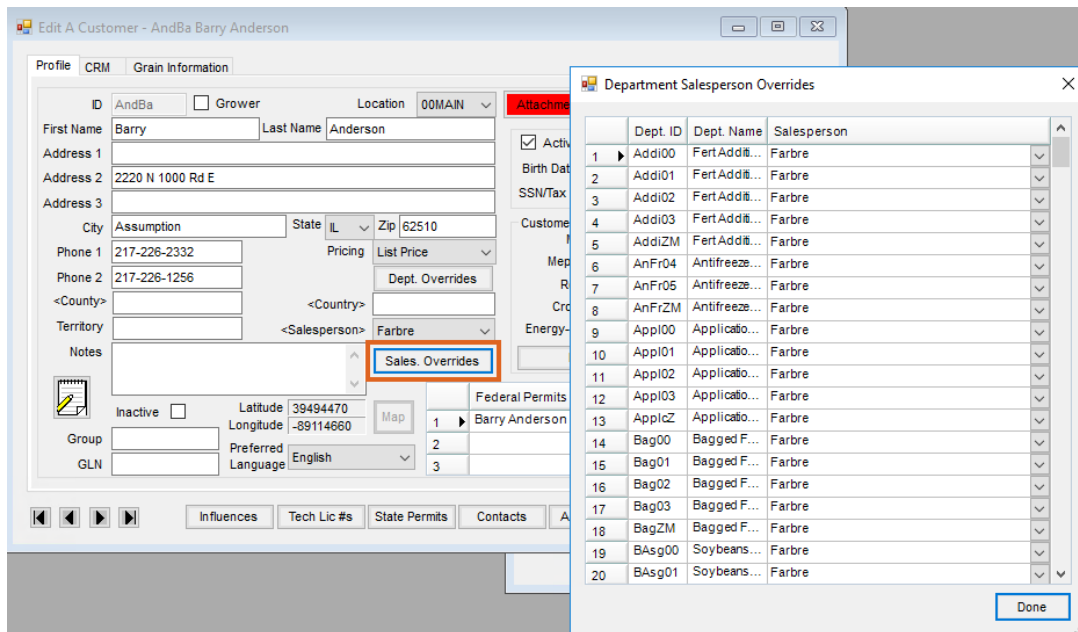 Edit A Customer - AndBa Barry Anderson
Profile CRM Grain Information
ID AndBa Grower Location 00MAIN Attachme
First Name Barry Last Name Anderson
Address 1
Address 2 2220 N 1000 Rd E
Address 3
City Assumption State IL Zip 62510
Phone 1 217-226-2332 Pricing List Price
Phone 2 217-226-1256 Dept. Overrides
<County> <Country>
Territory <Salesperson> Farbre
Notes Sales. Overrides
Inactive Latitude 39494470 Map
Longitude -89114660
Group Preferred Language English
GLN
Activ
Birth Dat
SSN/Tax
Custome
Mep
R
Cro
Energy-
Federal Permits
1 Barry Anderson
2
3
Influences Tech Lic #s State Permits Contacts A
Department Salesperson Overrides
Dept. ID Dept. Name Salesperson
1 Addi00 Fert Additi... Farbre
2 Addi01 Fert Additi... Farbre
3 Addi02 Fert Additi... Farbre
4 Addi03 Fert Additi... Farbre
5 AddiZM Fert Additi... Farbre
6 AnFr04 Antifreeze... Farbre
7 AnFr05 Antifreeze... Farbre
8 AnFrZM Antifreeze... Farbre
9 Appl00 Applicatio... Farbre
10 Appl01 Applicatio... Farbre
11 Appl02 Applicatio... Farbre
12 Appl03 Applicatio... Farbre
13 ApplcZ Applicatio... Farbre
14 Bag00 Bagged F... Farbre
15 Bag01 Bagged F... Farbre
16 Bag02 Bagged F... Farbre
17 Bag03 Bagged F... Farbre
18 BagZM Bagged F... Farbre
19 BAsg00 Soybeans... Farbre
20 BAsg01 Soybeans... Farbre
Done